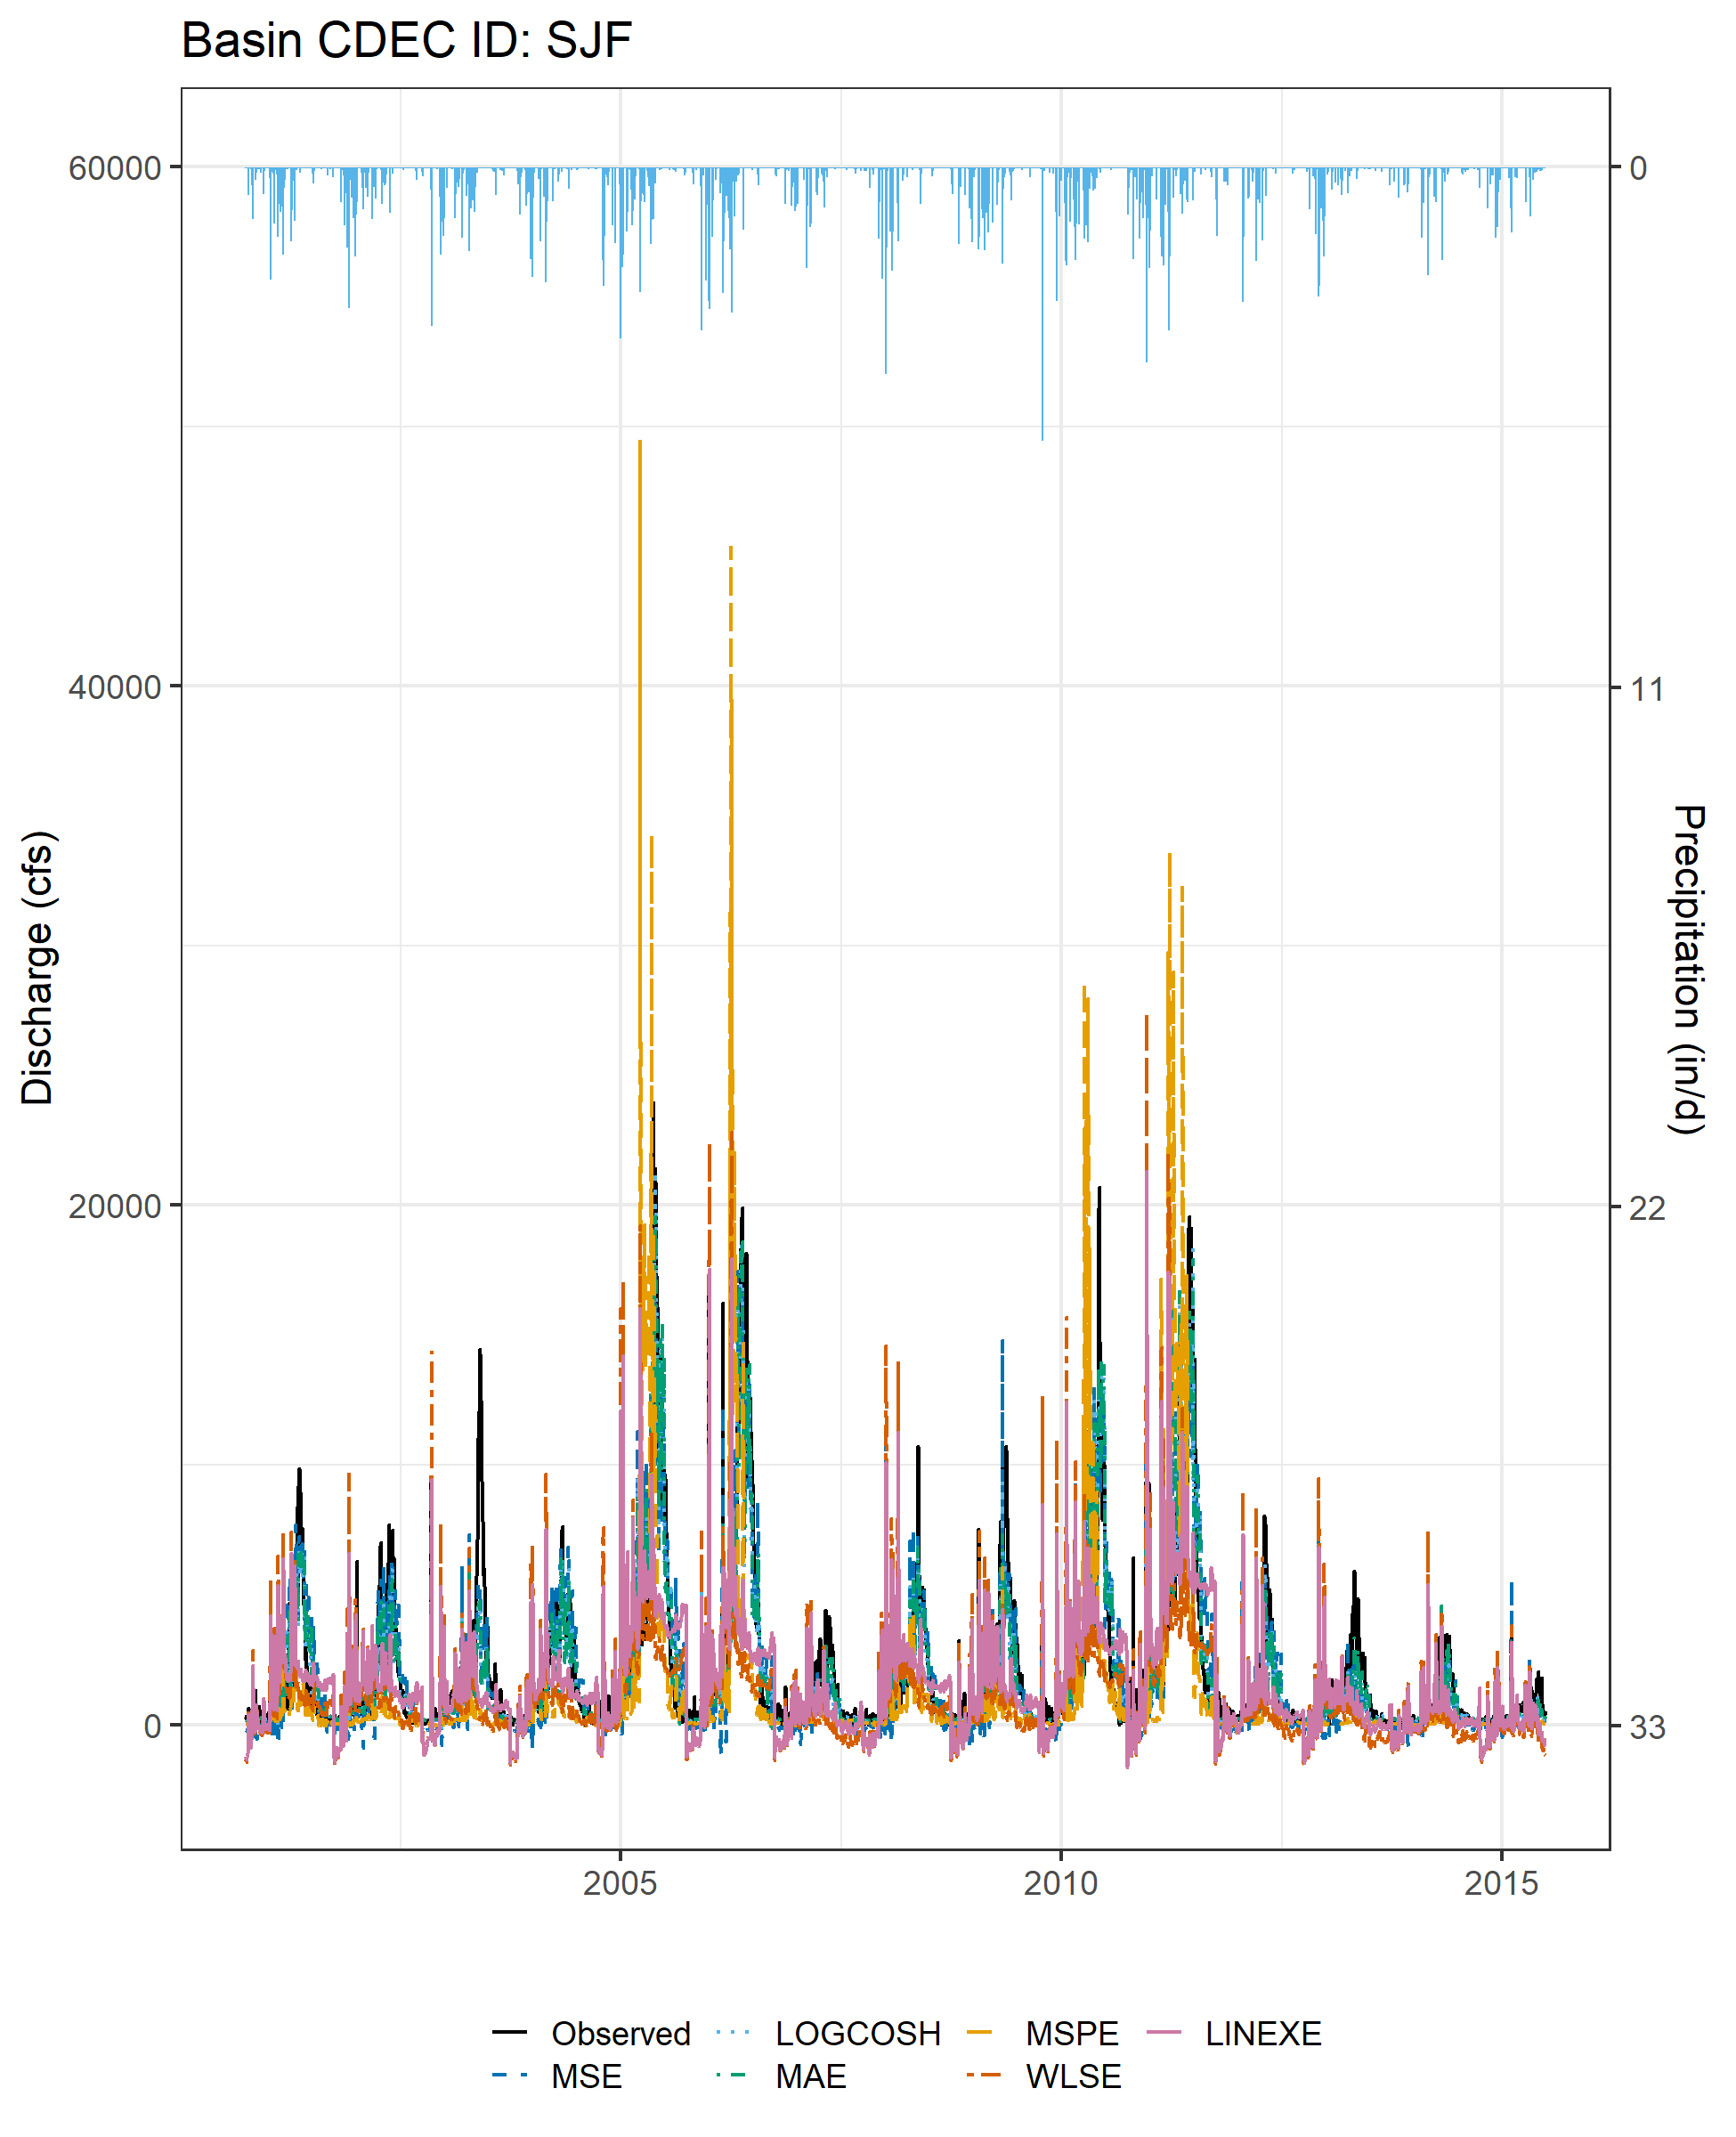 Basin CDEC ID: SJF
60000
40000
20000
0
Discharge (cfs)
0
11
22
33
Precipitation (in/d)
2005
2010
2015
Observed
LOGCOSH
MSPE
LINEXE
MSE
MAE
WLSE